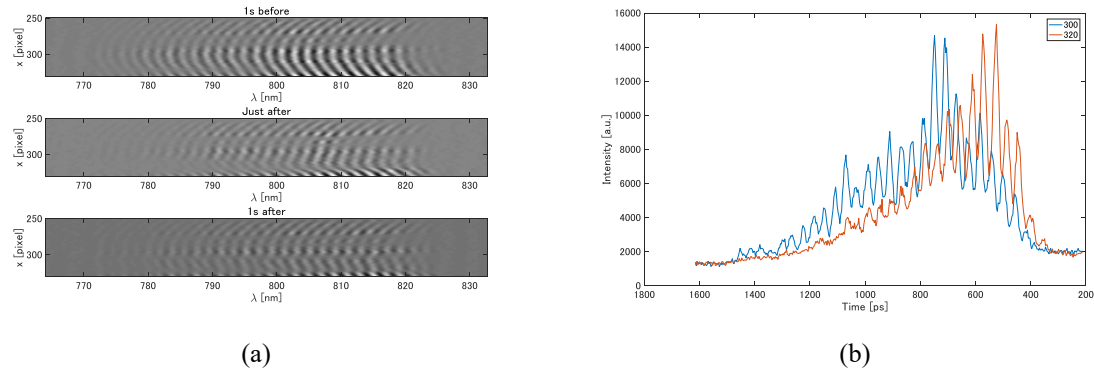 1s before
250
300
x [pixel]
770 780 790 800 810 820 830
λ [nm]
Just after
250
300
x [pixel]
770 780 790 800 810 820 830
λ [nm]
1s after
250
300
x [pixel]
770 780 790 800 810 820 830
λ [nm]
(a)
16000
14000
12000
10000
8000
6000
4000
2000
0
Intensity [a.u.]
300
320
1800 1600 1400 1200 1000 800 600 400 200
Time [ps]
(b)